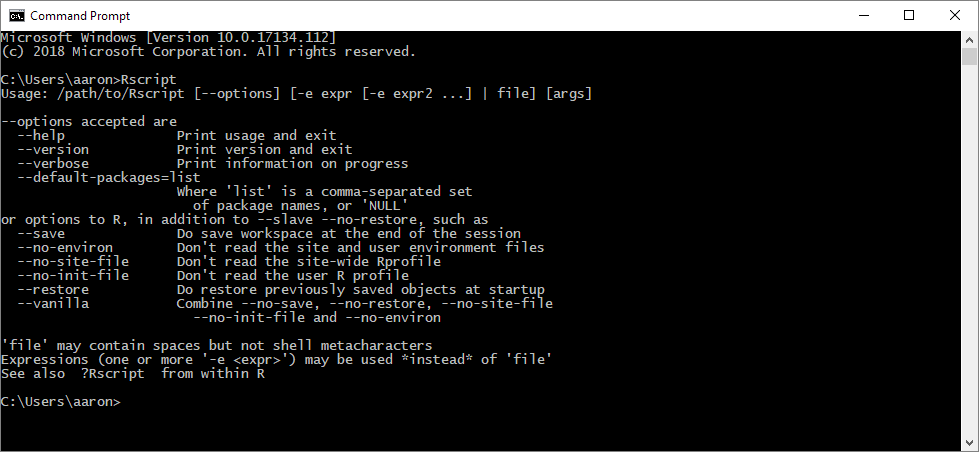 Command Prompt
Microsoft Windows [Version 10.0.17134.112]
(c) 2018 Microsoft Corporation. All rights reserved.
C:\Users\aaron>Rscript
Usage: /path/to/Rscript [--options] [-e expr [-e expr2 ...] | file] [args]
--options accepted are
  --help              Print usage and exit
  --version           Print version and exit
  --verbose           Print information on progress
  --default-packages=list
                      Where 'list' is a comma-separated set
                        of package names, or 'NULL'
or options to R, in addition to --slave --no-restore, such as
  --save              Do save workspace at the end of the session
  --no-environ        Don't read the site and user environment files
  --no-site-file      Don't read the site-wide Rprofile
  --no-init-file      Don't read the user R profile
  --restore           Do restore previously saved objects at startup
  --vanilla           Combine --no-save, --no-restore, --no-site-file
                        --no-init-file and --no-environ
'file' may contain spaces but not shell metacharacters
Expressions (one or more '-e <expr>') may be used *instead* of 'file'
See also  ?Rscript  from within R
C:\Users\aaron>